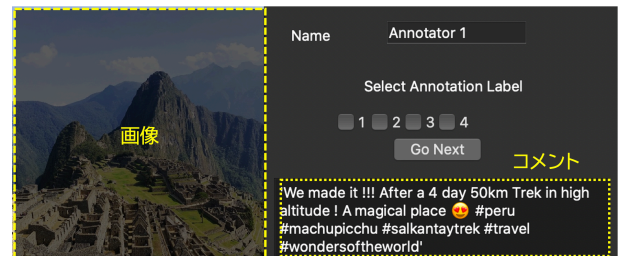 画像
Name
Annotator 1
Select Annotation Label
1 2 3 4
Go Next
コメント
'We made it !!! After a 4 day 50km Trek in high
altitude ! A magical place 😍 #peru
#machupicchu #salkantaytrek #travel
#wondersoftheworld'